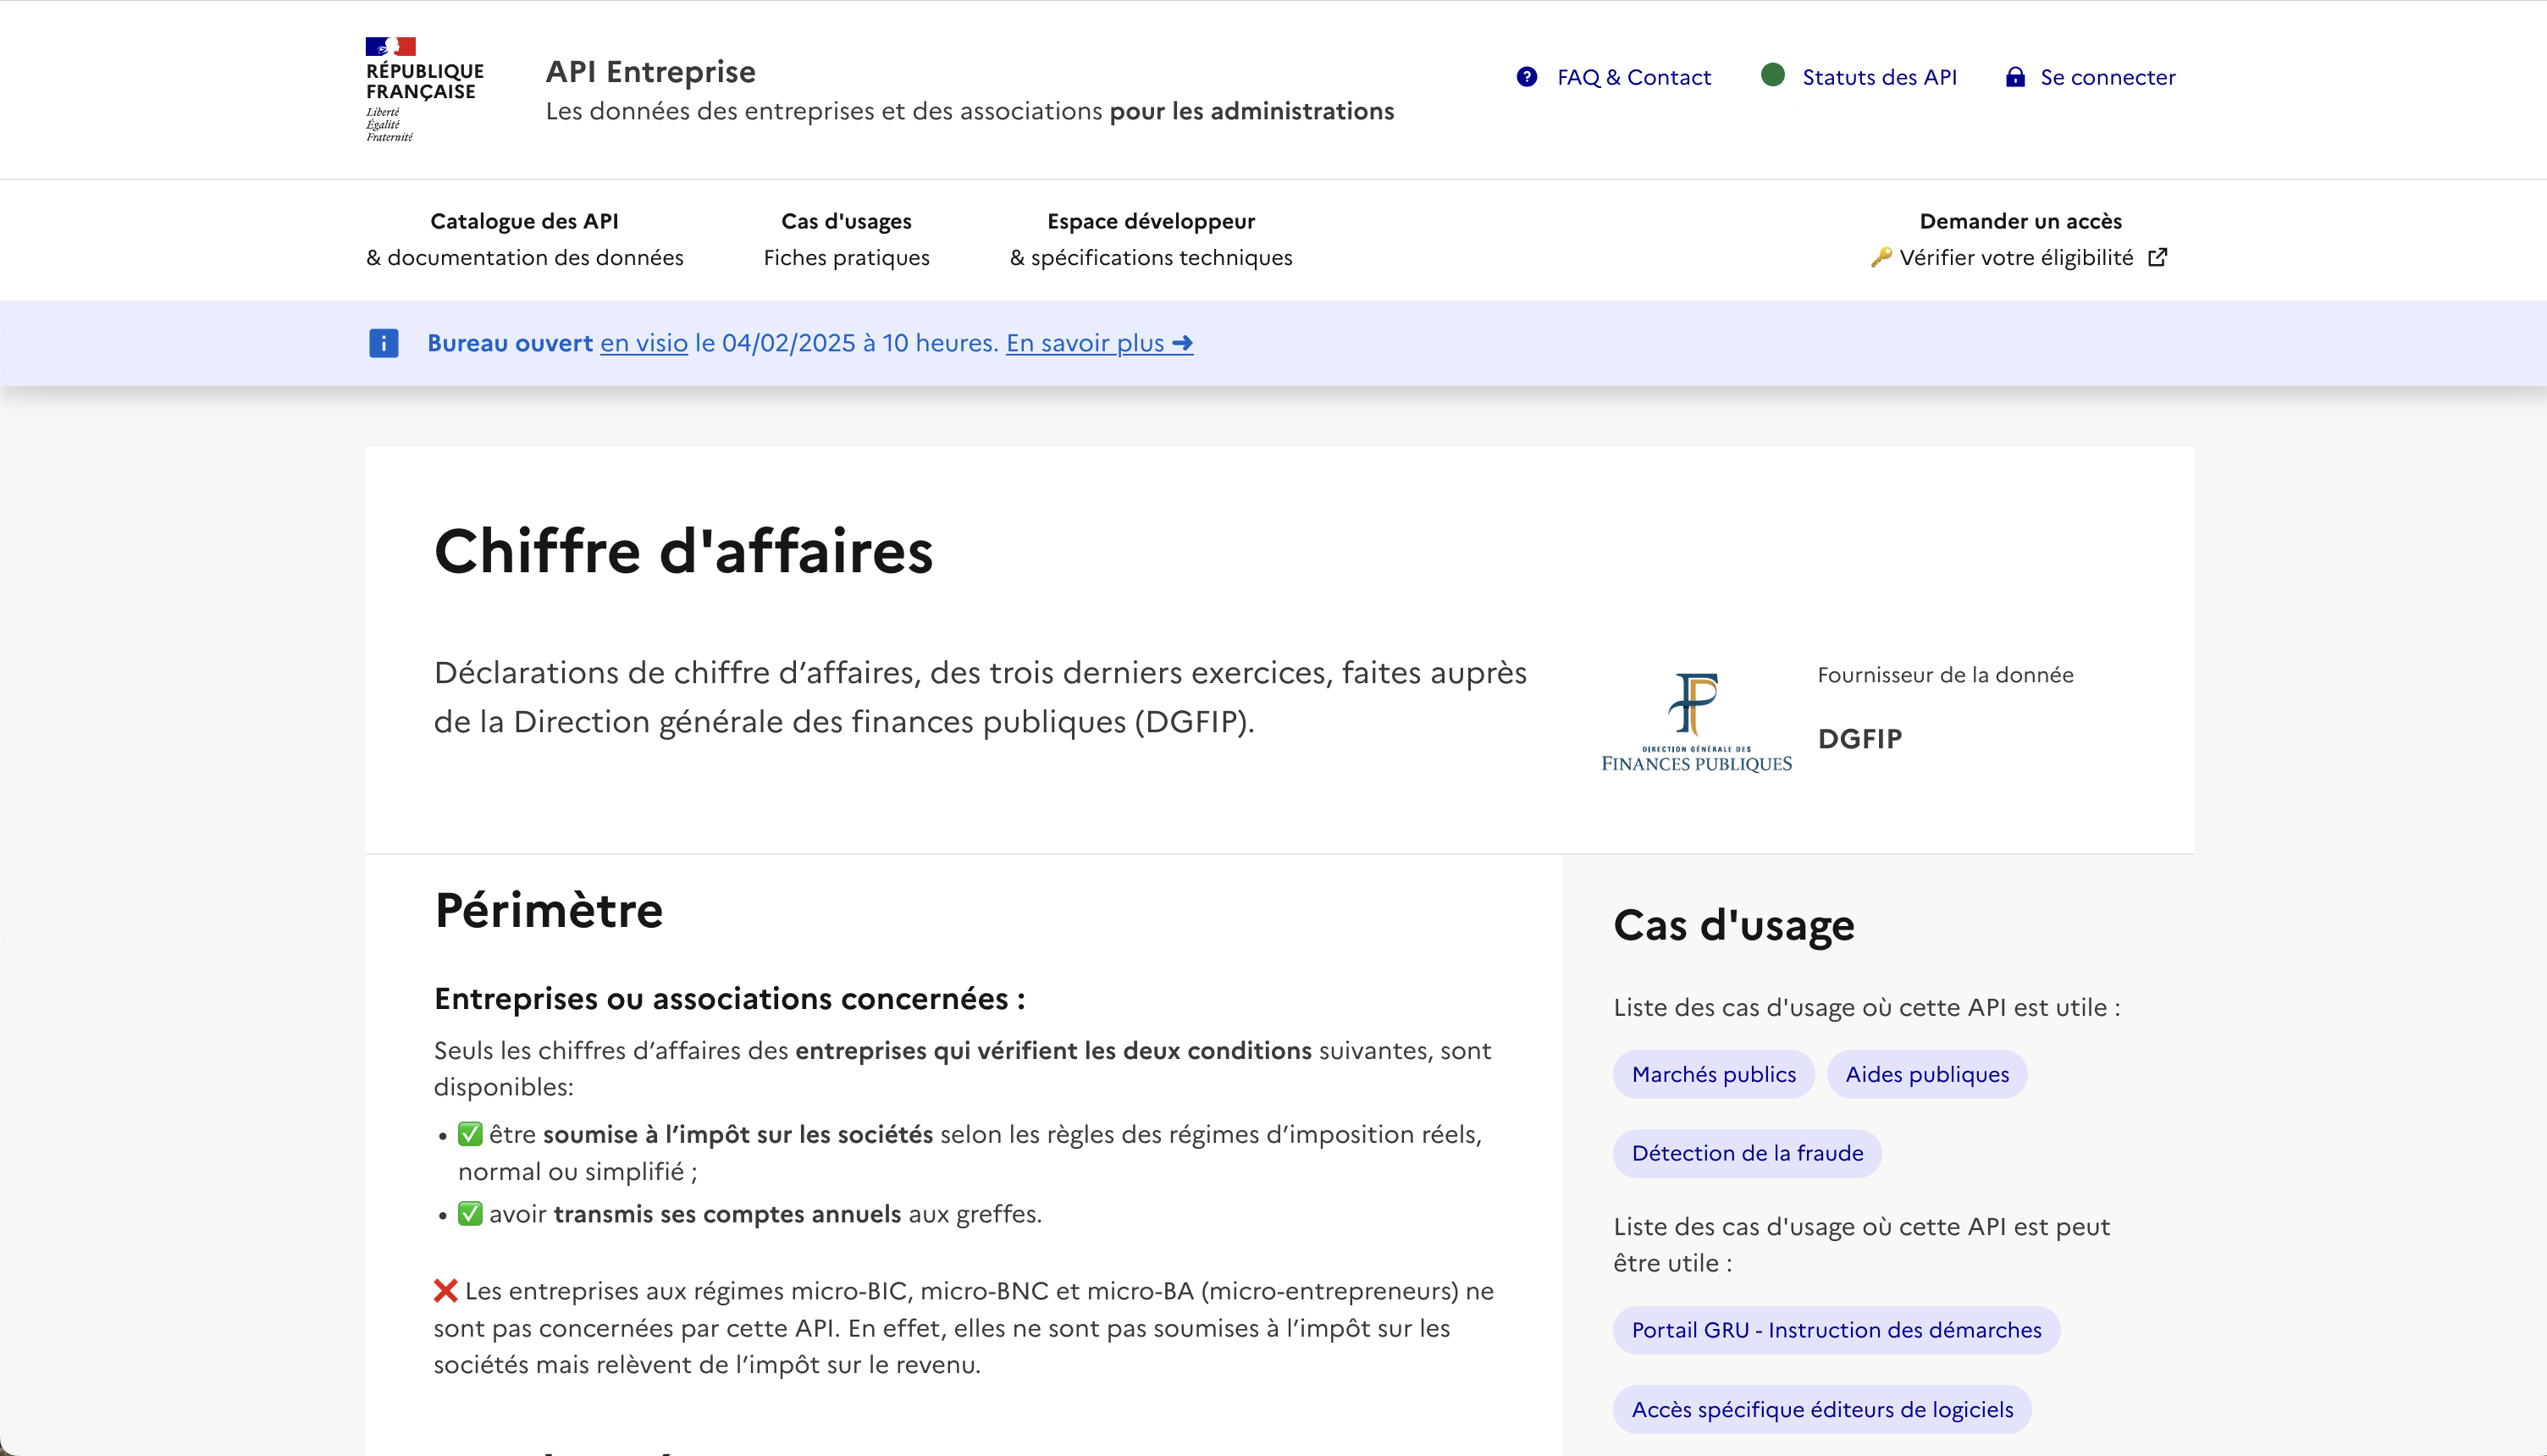 RÉPUBLIQUE
FRANÇAISE
Liberté
Égalité
Fraternité
API Entreprise
Les données des entreprises et des associations pour les administrations
FAQ & Contact
Statuts des API
Se connecter
Catalogue des API
& documentation des données
Cas d'usages
Fiches pratiques
Espace développeur
& spécifications techniques
Demander un accès
🔑 Vérifier votre éligibilité
Bureau ouvert en visio le 04/02/2025 à 10 heures. En savoir plus ➜
Chiffre d'affaires
Déclarations de chiffre d’affaires, des trois derniers exercices, faites auprès
de la Direction générale des finances publiques (DGFIP).
DIRECTION GÉNÉRALE DES
FINANCES PUBLIQUES
Fournisseur de la donnée
DGFIP
Périmètre
Entreprises ou associations concernées :
Seuls les chiffres d’affaires des entreprises qui vérifient les deux conditions suivantes, sont
disponibles:
• ✅ être soumise à l’impôt sur les sociétés selon les règles des régimes d’imposition réels,
normal ou simplifié ;
• ✅ avoir transmis ses comptes annuels aux greffes.
❌ Les entreprises aux régimes micro-BIC, micro-BNC et micro-BA (micro-entrepreneurs) ne
sont pas concernées par cette API. En effet, elles ne sont pas soumises à l’impôt sur les
sociétés mais relèvent de l’impôt sur le revenu.
Cas d'usage
Liste des cas d'usage où cette API est utile :
Marchés publics
Aides publiques
Détection de la fraude
Liste des cas d'usage où cette API est peut
être utile :
Portail GRU - Instruction des démarches
Accès spécifique éditeurs de logiciels